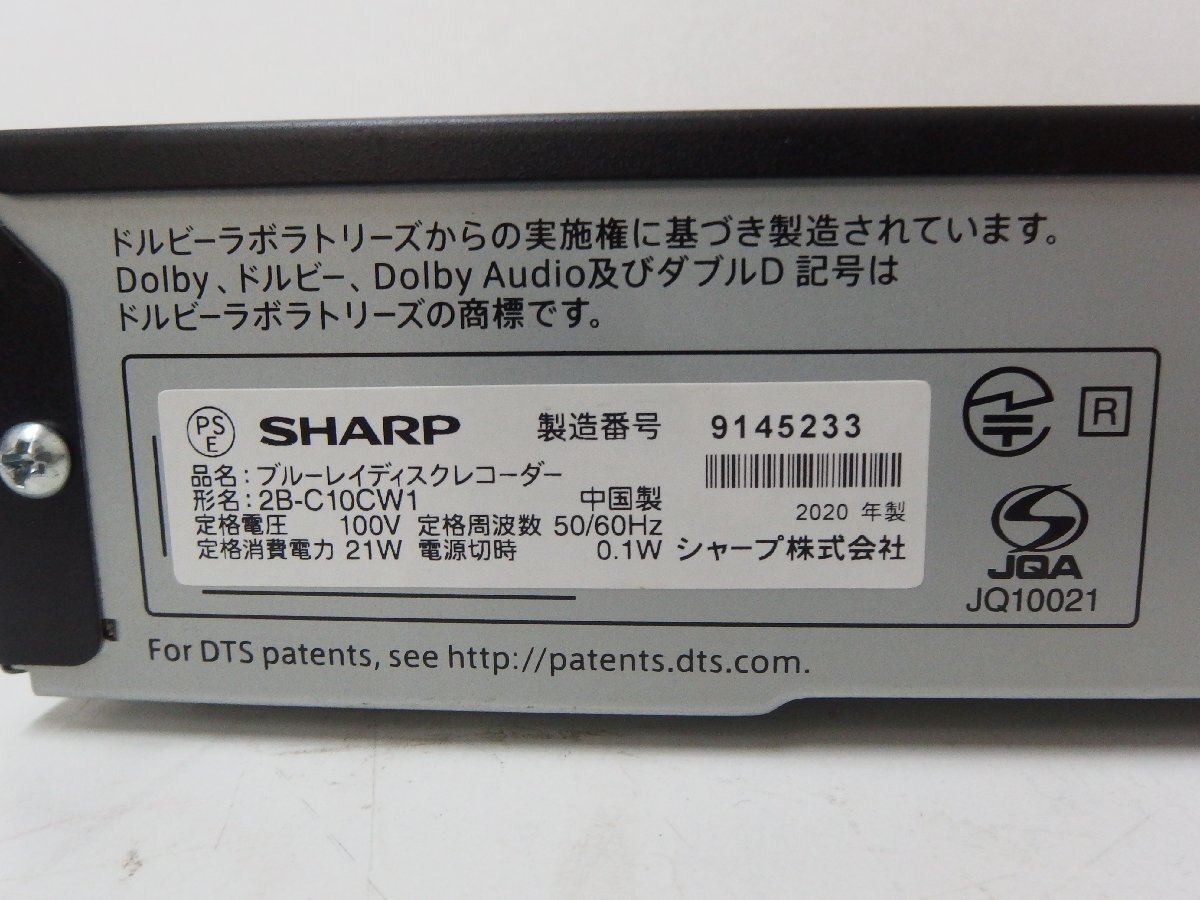 ドルビーラボラトリーズからの実施権に基づき製造されています。
Dolby、ドルビー、Dolby Audio及びダブルD 記号は
ドルビーラボラトリーズの商標です。
PS
E
SHARP 製造番号 9145233
品名：ブルーレイディスクレコーダー
形名：2B-C10CW1 中国製
2020 年製
定格電圧 100V 定格周波数 50/60Hz
定格消費電力 21W 電源切時 0.1W シャープ株式会社
R
JQA
JQ10021
For DTS patents, see http://patents.dts.com.